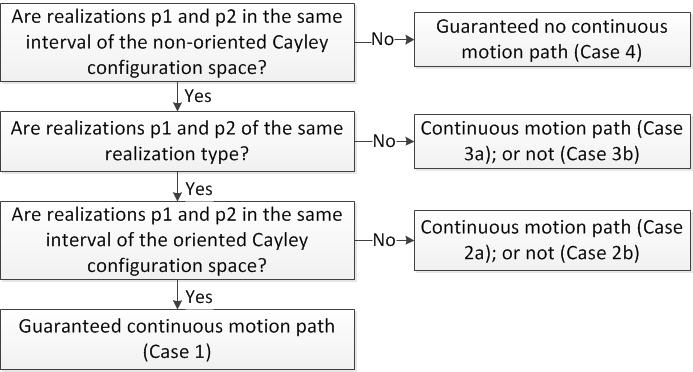 Are realizations p1 and p2 in the same
interval of the non-oriented Cayley
configuration space?
No
Guaranteed no continuous
motion path (Case 4)
Yes
Are realizations p1 and p2 of the same
realization type?
No
Continuous motion path (Case
3a); or not (Case 3b)
Yes
Are realizations p1 and p2 in the same
interval of the oriented Cayley
configuration space?
No
Continuous motion path (Case
2a); or not (Case 2b)
Yes
Guaranteed continuous motion path
(Case 1)